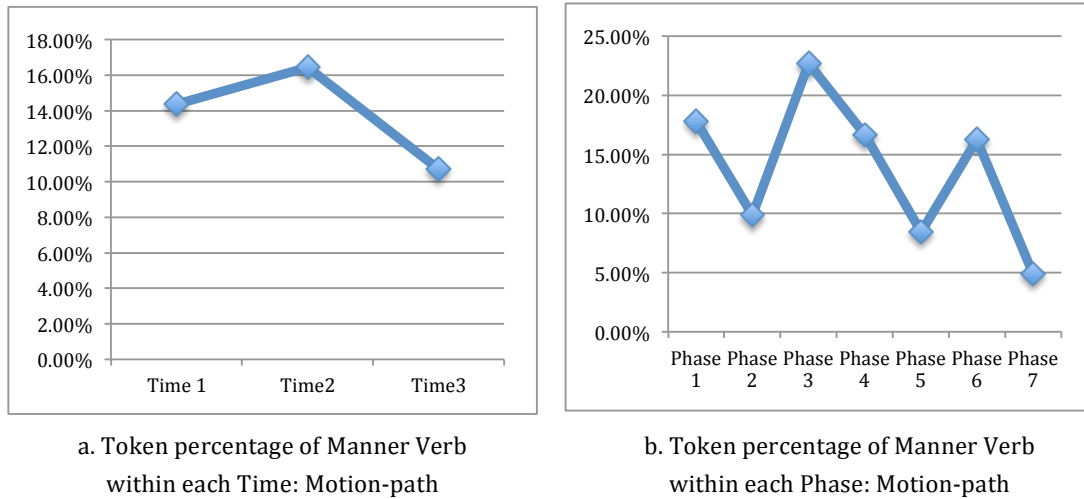 18.00%
16.00%
14.00%
12.00%
10.00%
8.00%
6.00%
4.00%
2.00%
0.00%
Time 1 Time2 Time3
a. Token percentage of Manner Verb
within each Time: Motion-path
25.00%
20.00%
15.00%
10.00%
5.00%
0.00%
Phase Phase Phase Phase Phase Phase Phase
1 2 3 4 5 6 7
b. Token percentage of Manner Verb
within each Phase: Motion-path